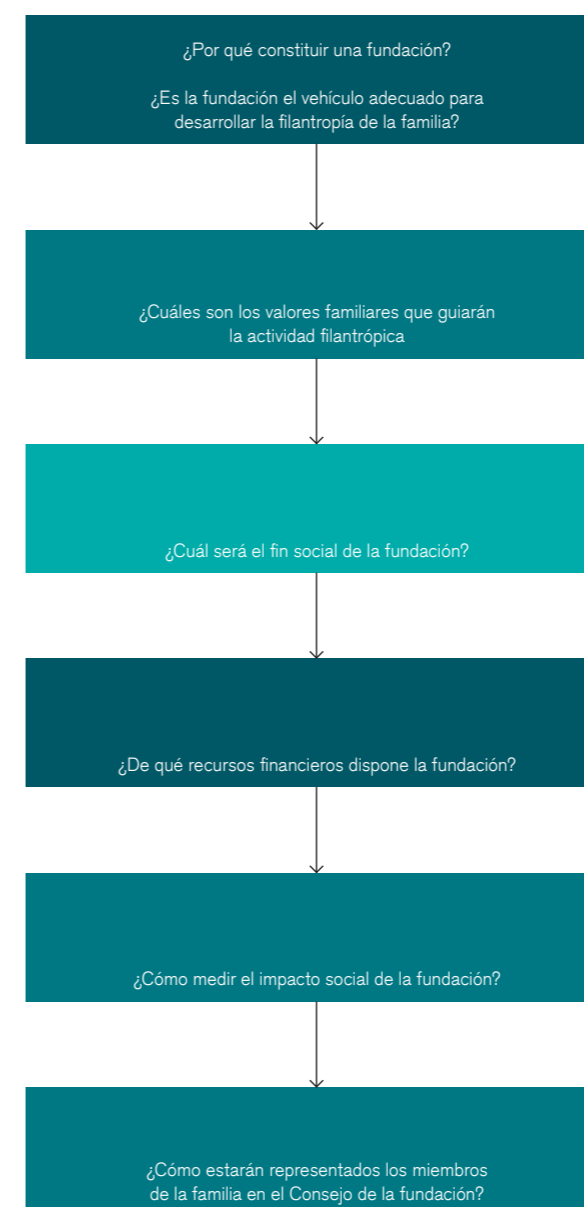 ¿Por qué constituir una fundación?
¿Es la fundación el vehículo adecuado para
desarrollar la filantropía de la familia?
¿Cuáles son los valores familiares que guiarán
la actividad filantrópica
¿Cuál será el fin social de la fundación?
¿De qué recursos financieros dispone la fundación?
¿Cómo medir el impacto social de la fundación?
¿Cómo estarán representados los miembros
de la familia en el Consejo de la fundación?